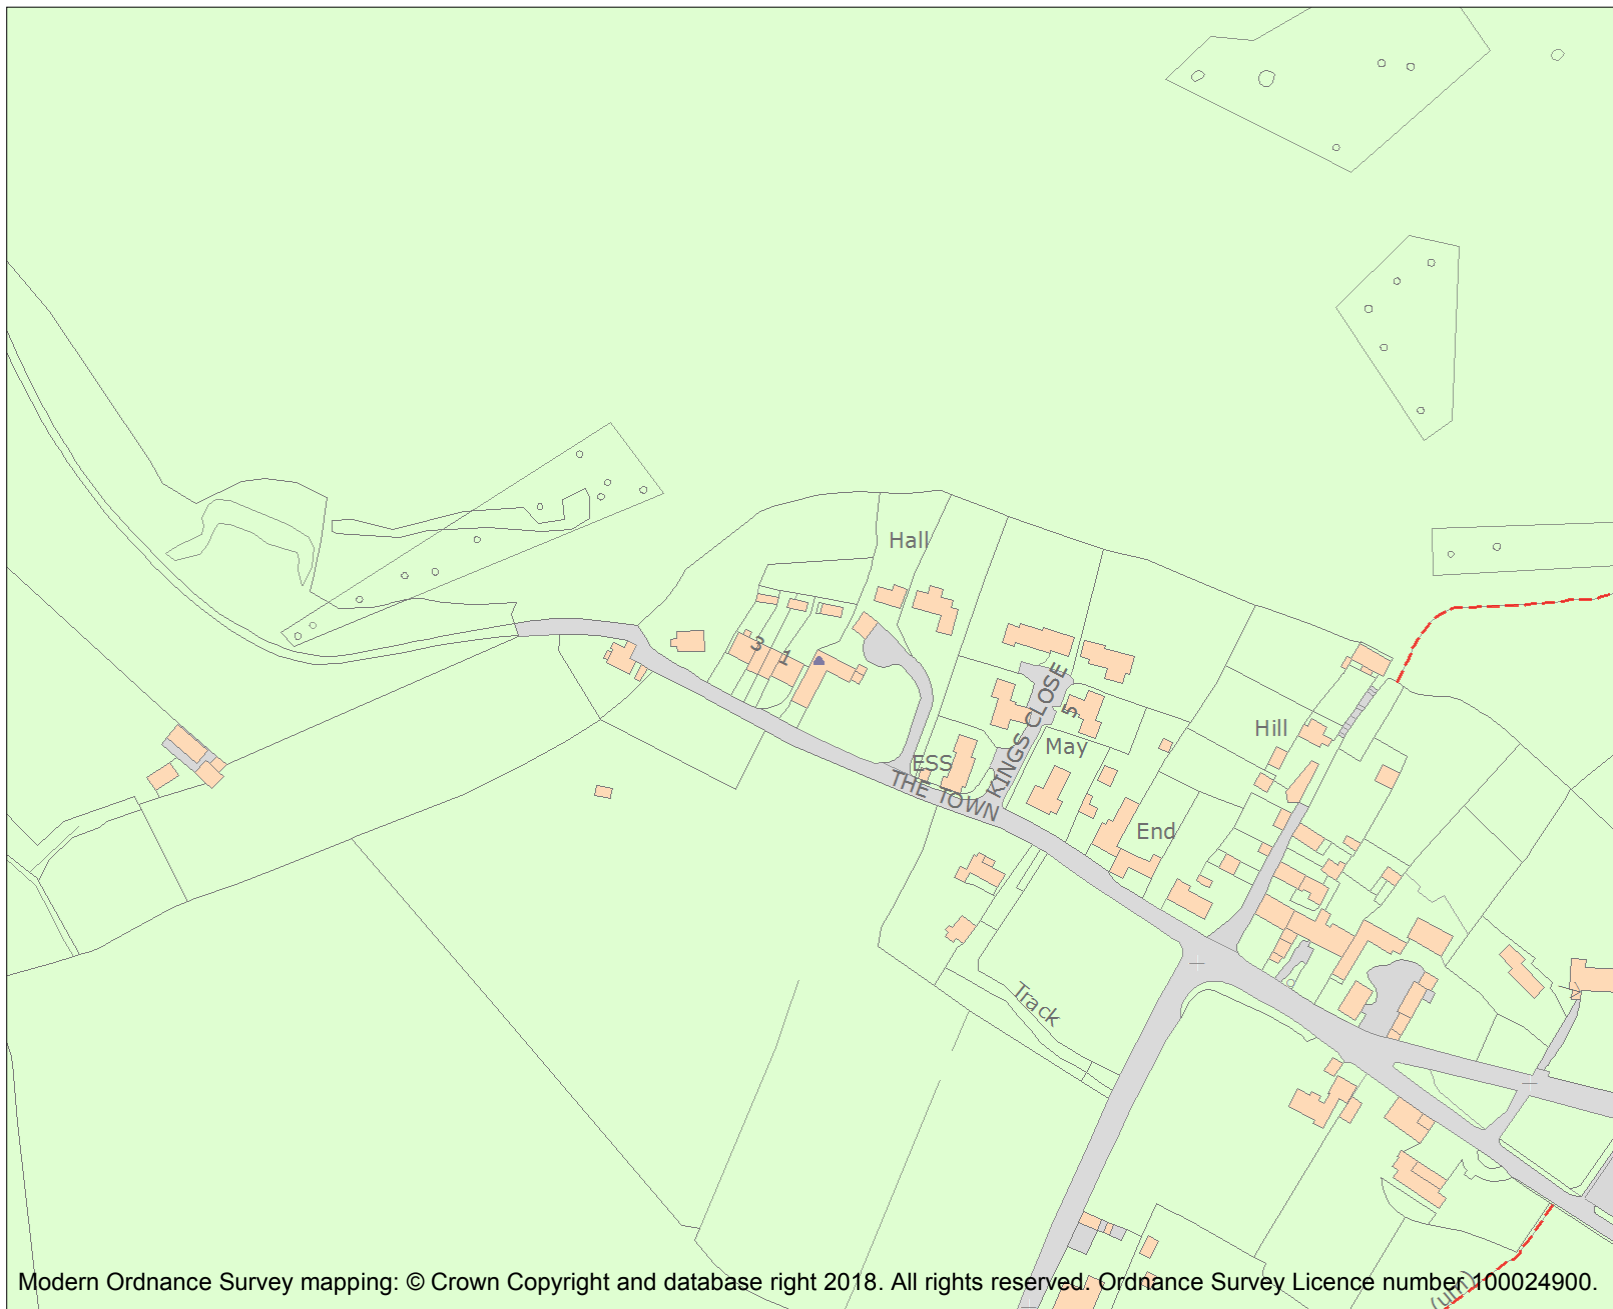 Hall
3
1
KINGS CLOSE
5
Hill
May
ESS
THE TOWN
End
Track
(um)
Modern Ordnance Survey mapping: © Crown Copyright and database right 2018. All rights reserved. Ordnance Survey Licence number 100024900.